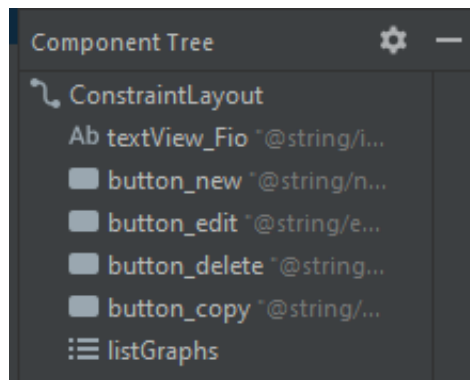 Component Tree
ConstraintLayout
Ab textView_Fio "@string/i...
button_new "@string/n...
button_edit "@string/e...
button_delete "@string...
button_copy "@string/...
listGraphs